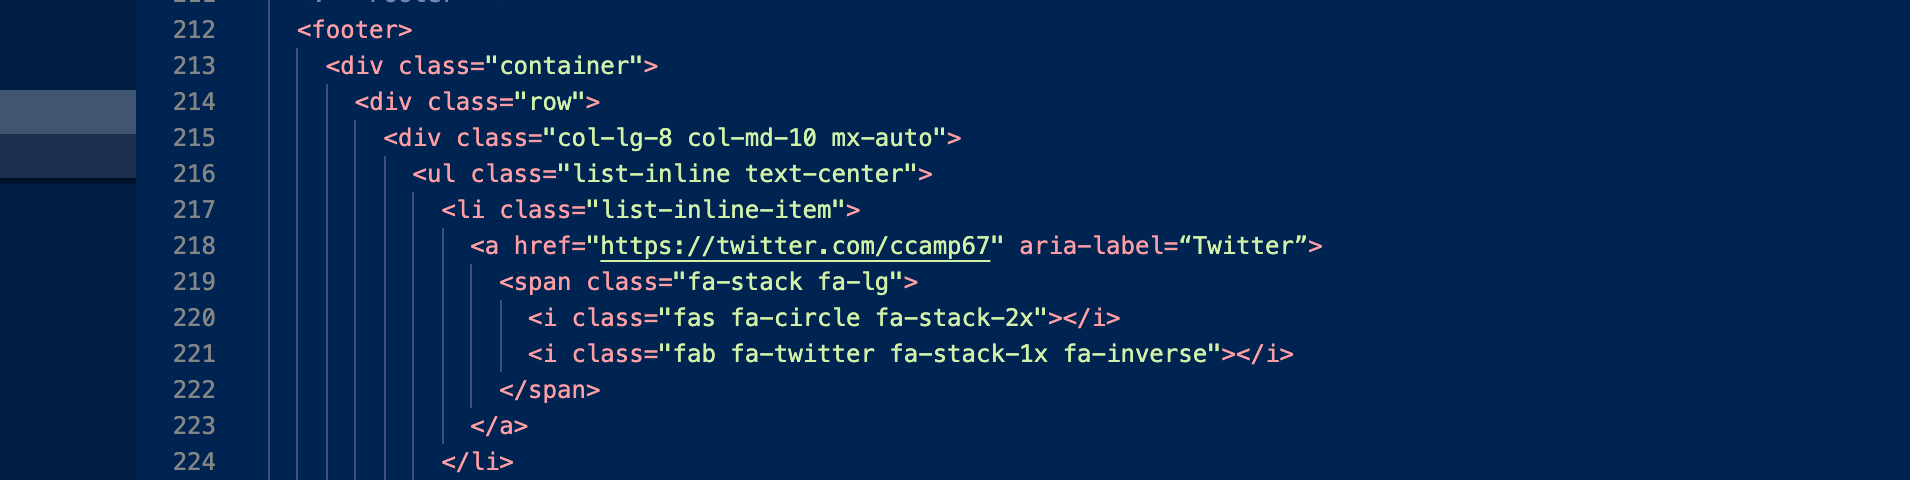 212 <footer>
213 <div class="container">
214 <div class="row">
215 <div class="col-lg-8 col-md-10 mx-auto">
216 <ul class="list-inline text-center">
217 <li class="list-inline-item">
218 <a href="https://twitter.com/ccamp67" aria-label=“Twitter”>
219 <span class="fa-stack fa-lg">
220 <i class="fas fa-circle fa-stack-2x"></i>
221 <i class="fab fa-twitter fa-stack-1x fa-inverse"></i>
222 </span>
223 </a>
224 </li>